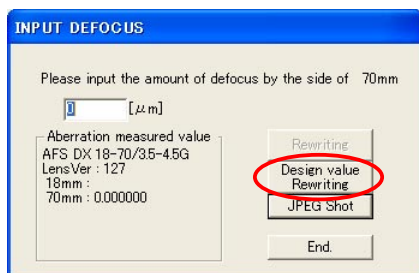 INPUT DEFOCUS
Please input the amount of defocus by the side of 70mm
0 [μm]
Aberration measured value
AFS DX 18-70/3.5-4.5G
LensVer : 127
18mm :
70mm : 0.000000
Rewriting
Design value
Rewriting
JPEG Shot
End.